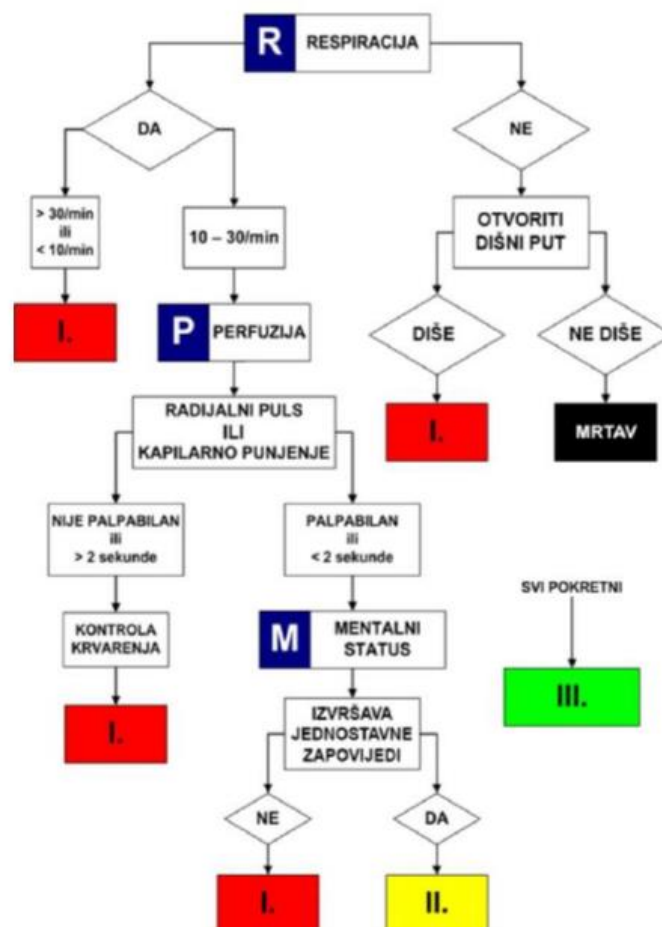 R RESPIRACIJA
DA
NE
> 30/min
ili
< 10/min
10 – 30/min
OTVORITI
DIŠNI PUT
I.
P PERFUZIJA
DIŠE
NE DIŠE
RADIJALNI PULS
ILI
KAPILARNO PUNJENJE
I.
MRTAV
NIJE PALPABILAN
ili
> 2 sekunde
PALPABILAN
ili
< 2 sekunde
SVI POKRETNI
KONTROLA
KRVARENJA
M MENTALNI
STATUS
III.
I.
IZVRŠAVA
JEDNOSTAVNE
ZAPOVIJEDI
NE
DA
I.
II.